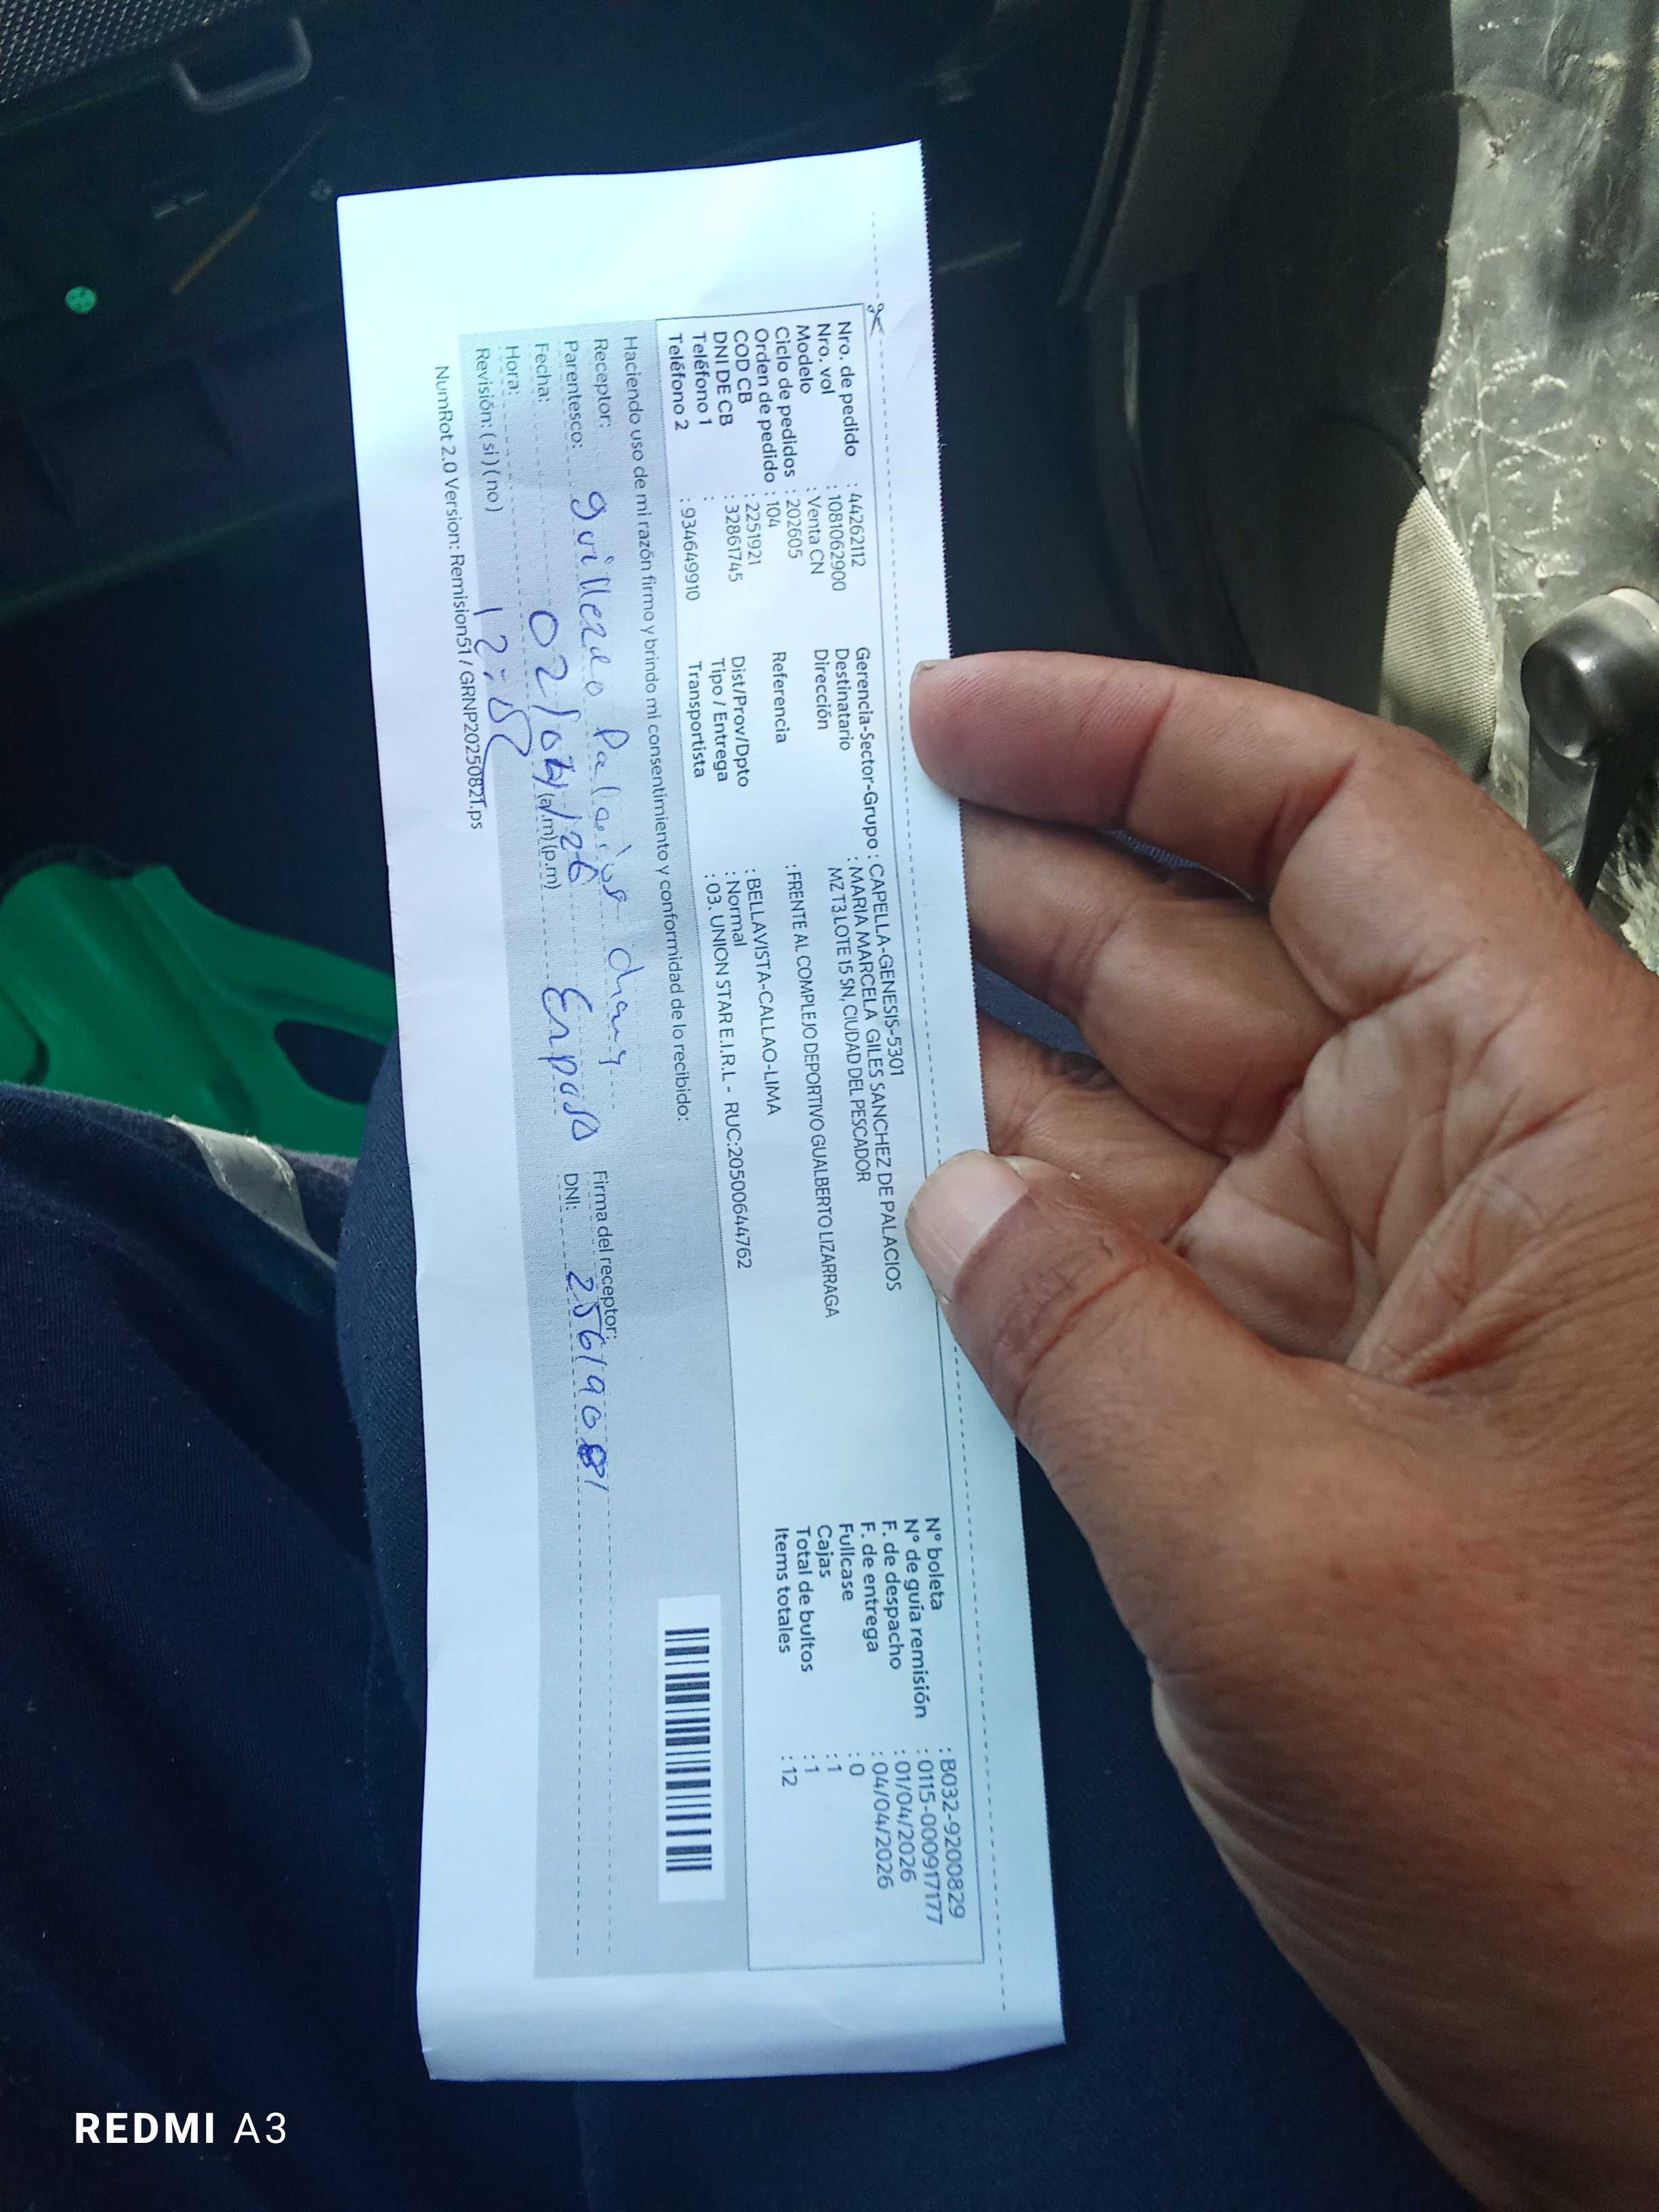 Nro. de pedido : 44262112
Nro. vol : 1081062900
Modelo : Venta CN
Ciclo de pedidos : 202605
Orden de pedido : 104
COD CB : 2251921
DNI DE CB : 32861745
Teléfono 1 :
Teléfono 2 : 934649910
Gerencia-Sector-Grupo : CAPELLA-GENESIS-5301
Destinatario : MARIA MARCELA GILES SANCHEZ DE PALACIOS
Dirección MZ T3 LOTE 15 SN, CIUDAD DEL PESCADOR
Referencia : FRENTE AL COMPLEJO DEPORTIVO GUALBERTO LIZARRAGA
Dist/Prov/Dpto : BELLAVISTA-CALLAO-LIMA
Tipo / Entrega : Normal
Transportista : 03. UNION STAR E.I.R.L - RUC:20500644762
N° boleta : B032-9200829
N° de guía remisión : 0115-000917177
F. de despacho : 01/04/2026
F. de entrega : 04/04/2026
Fullcase : 0
Cajas : 1
Total de bultos : 1
Items totales : 12
Haciendo uso de mi razón firmo y brindo mi consentimiento y conformidad de lo recibido:
Receptor: Palacios
Firma del receptor:
Parentesco: Esposo
DNI:
Fecha: 02/04/26
Hora: (a.m) (p.m)
Revisión: ( si ) ( no )
NumRot 2.0 Version: Remision51 / GRNP20250821.ps
REDMI A3